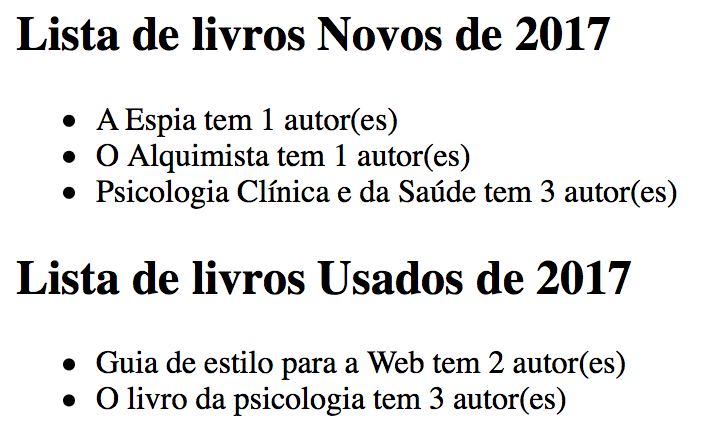 Lista de livros Novos de 2017
• A Espia tem 1 autor(es)
• O Alquimista tem 1 autor(es)
• Psicologia Clínica e da Saúde tem 3 autor(es)
Lista de livros Usados de 2017
• Guia de estilo para a Web tem 2 autor(es)
• O livro da psicologia tem 3 autor(es)